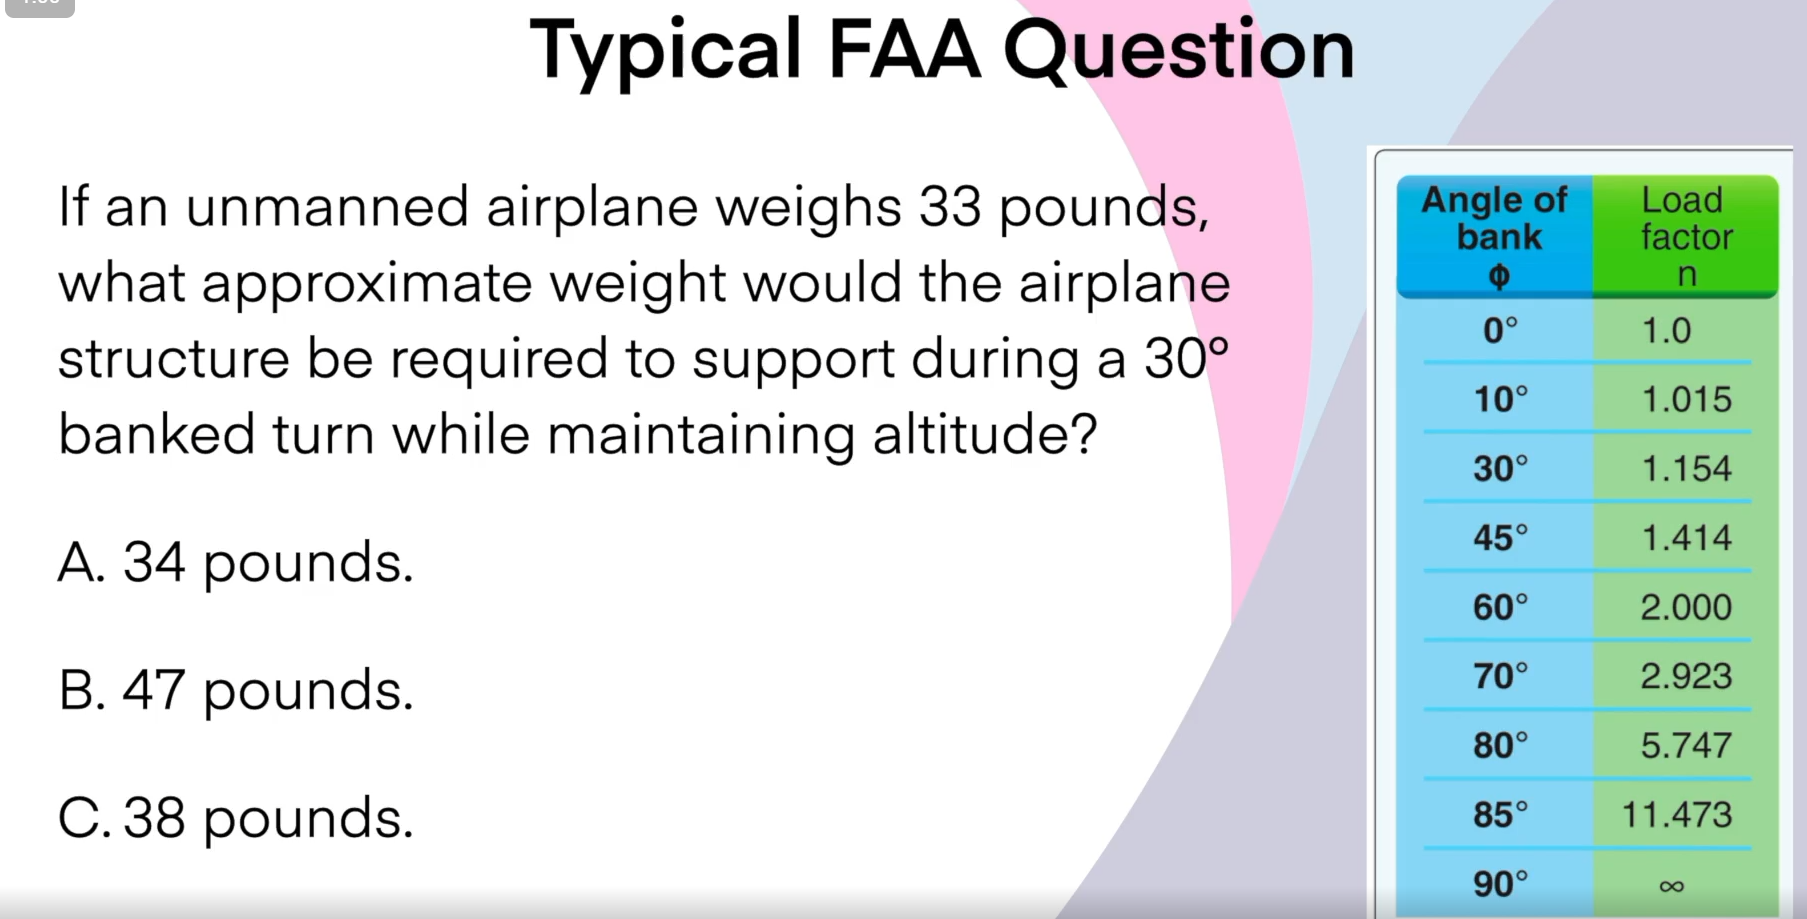 Typical FAA Question
If an unmanned airplane weighs 33 pounds,
what approximate weight would the airplane
structure be required to support during a 30°
banked turn while maintaining altitude?
A. 34 pounds.
B. 47 pounds.
C. 38 pounds.
Angle of bank Φ Load factor n
0° 1.0
10° 1.015
30° 1.154
45° 1.414
60° 2.000
70° 2.923
80° 5.747
85° 11.473
90° ∞